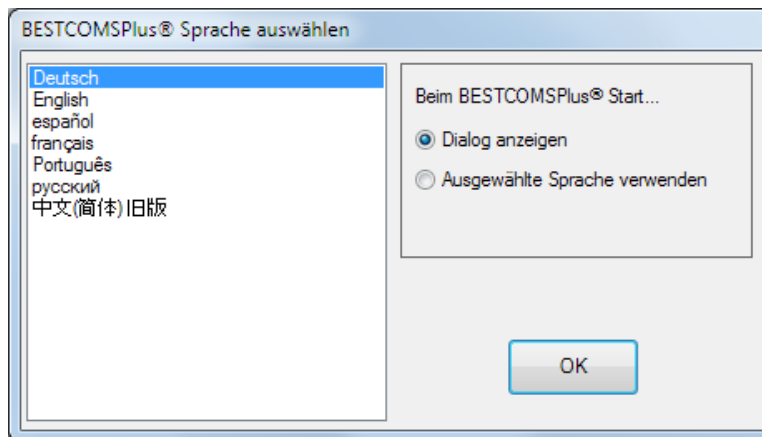 BESTCOMSPlus® Sprache auswählen
Deutsch
English
español
français
Português
русский
中文(简体) 旧版
Beim BESTCOMSPlus® Start...
Dialog anzeigen
Ausgewählte Sprache verwenden
OK